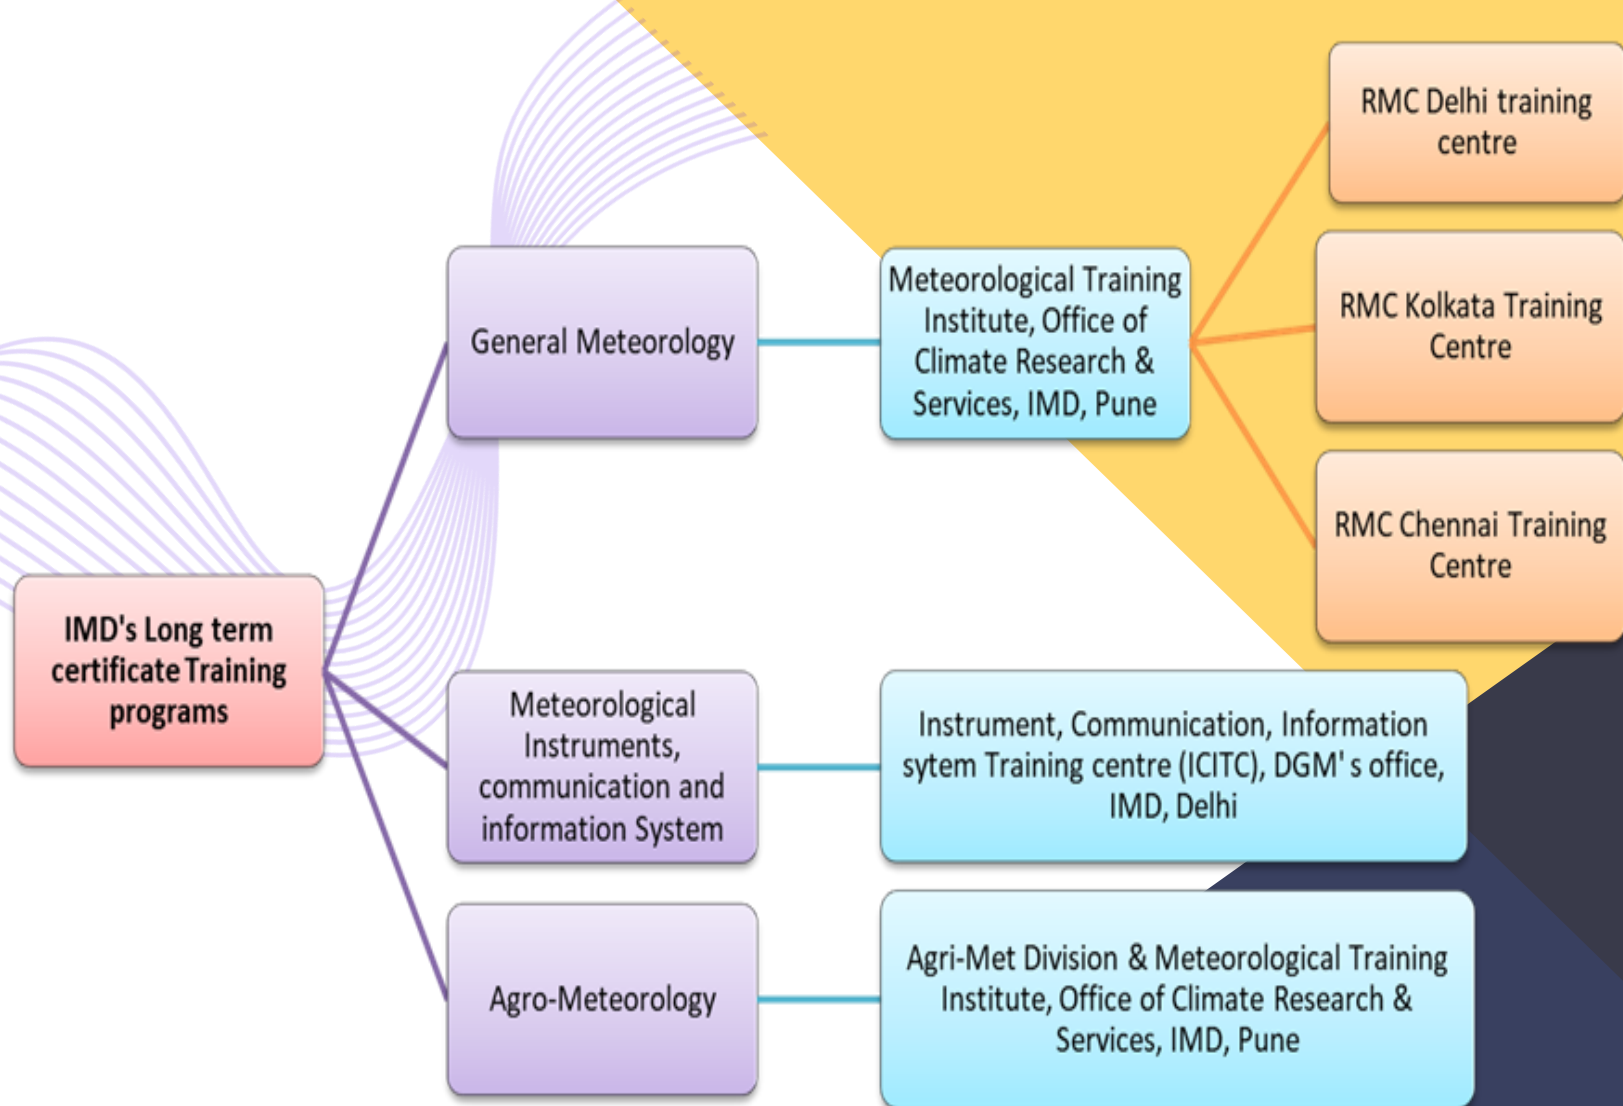 IMD's Long term
certificate Training
programs
General Meteorology
Meteorological Training
Institute, Office of
Climate Research &
Services, IMD, Pune
RMC Delhi training
centre
RMC Kolkata Training
Centre
RMC Chennai Training
Centre
Meteorological
Instruments,
communication and
information System
Instrument, Communication, Information
sytem Training centre (ICITC), DGM' s office,
IMD, Delhi
Agro-Meteorology
Agri-Met Division & Meteorological Training
Institute, Office of Climate Research &
Services, IMD, Pune